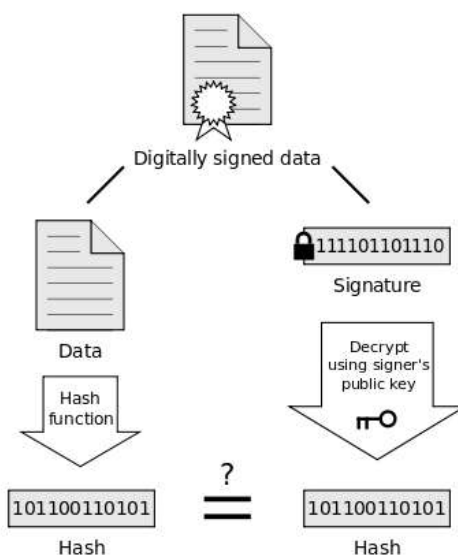 Digitally signed data
111101101110
Signature
Data
Decrypt
using signer's
public key
Hash
function
?
=
101100110101
101100110101
Hash
Hash